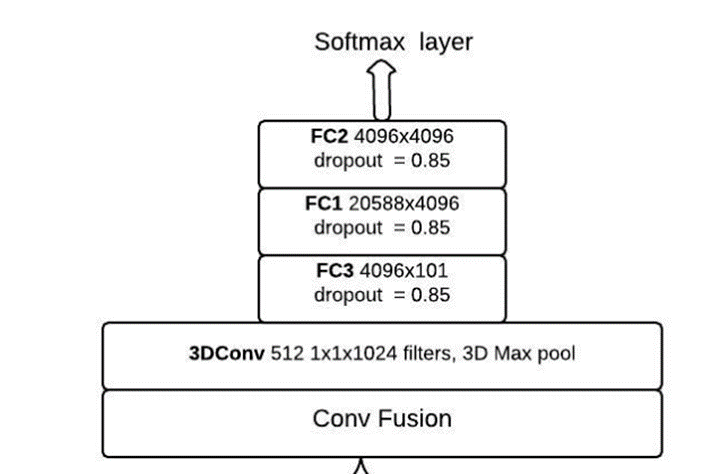 Softmax layer
FC2 4096x4096
dropout = 0.85
FC1 20588x4096
dropout = 0.85
FC3 4096x101
dropout = 0.85
3DConv 512 1x1x1024 filters, 3D Max pool
Conv Fusion